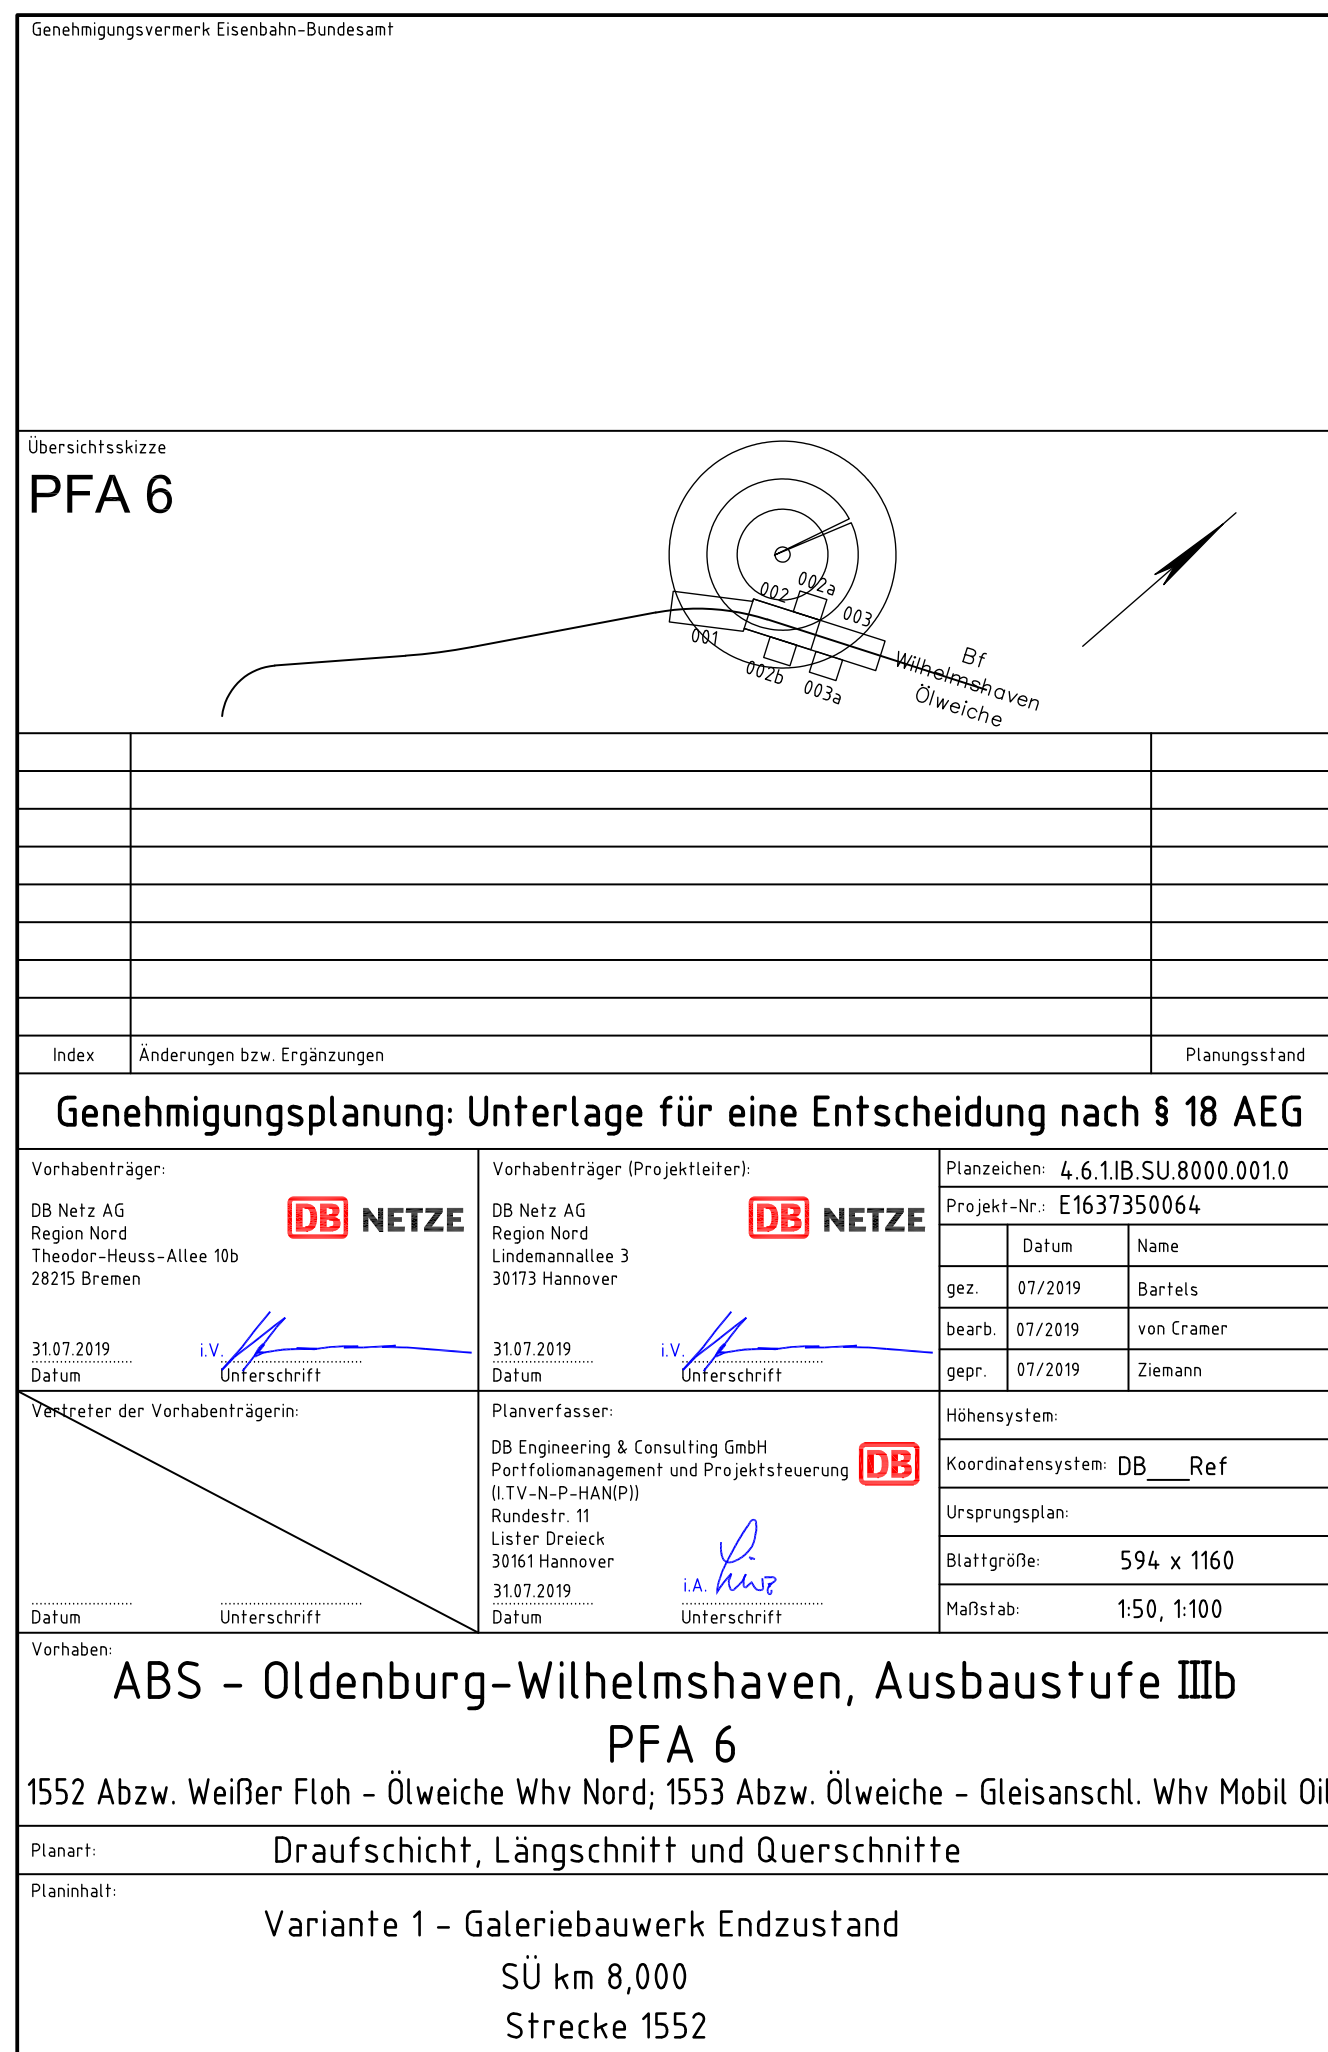 Genehmigungsvermerk Eisenbahn-Bundesamt
Übersichtsskizze
PFA 6
002
002a
003
001
002b
003a
Bf
Wilhelmshaven
Ölweiche
Index
Änderungen bzw. Ergänzungen
Planungsstand
Genehmigungsplanung: Unterlage für eine Entscheidung nach § 18 AEG
Vorhabenträger:
DB Netz AG
Region Nord
Theodor-Heuss-Allee 10b
28215 Bremen
DB NETZE
31.07.2019
i.V.
Datum
Unterschrift
Vorhabenträger (Projektleiter):
DB Netz AG
Region Nord
Lindemannallee 3
30173 Hannover
DB NETZE
31.07.2019
i.V.
Datum
Unterschrift
Planzeichen: 4.6.1.IB.SU.8000.001.0
Projekt-Nr.: E1637350064
Datum Name
gez. 07/2019 Bartels
bearb. 07/2019 von Cramer
gepr. 07/2019 Ziemann
Vertreter der Vorhabenträgerin:
Datum
Unterschrift
Planverfasser:
DB Engineering & Consulting GmbH
Portfoliomanagement und Projektsteuerung
(I.TV-N-P-HAN(P))
Rundestr. 11
Lister Dreieck
30161 Hannover
DB
31.07.2019
i.A.
Datum
Unterschrift
Höhensystem:
Koordinatensystem: DB___Ref
Ursprungsplan:
Blattgröße: 594 x 1160
Maßstab: 1:50, 1:100
Vorhaben:
ABS - Oldenburg-Wilhelmshaven, Ausbaustufe IIIb
PFA 6
1552 Abzw. Weißer Floh - Ölweiche Whv Nord; 1553 Abzw. Ölweiche - Gleisanschl. Whv Mobil Oil
Planart:
Draufschicht, Längschnitt und Querschnitte
Planinhalt:
Variante 1 - Galeriebauwerk Endzustand
SÜ km 8,000
Strecke 1552